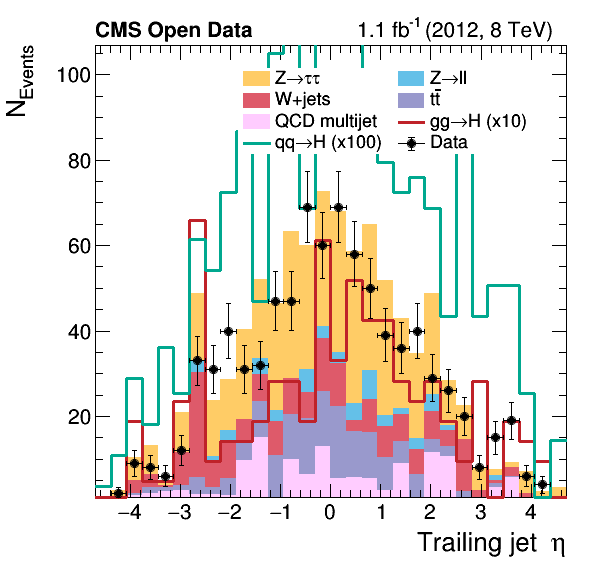 CMS Open Data 1.1 fb⁻¹ (2012, 8 TeV)
N_Events
100
80
60
40
20
Z→ττ Z→ll
W+jets tt̄
QCD multijet gg→H (x10)
qq→H (x100) Data
−4 −3 −2 −1 0 1 2 3 4
Trailing jet η